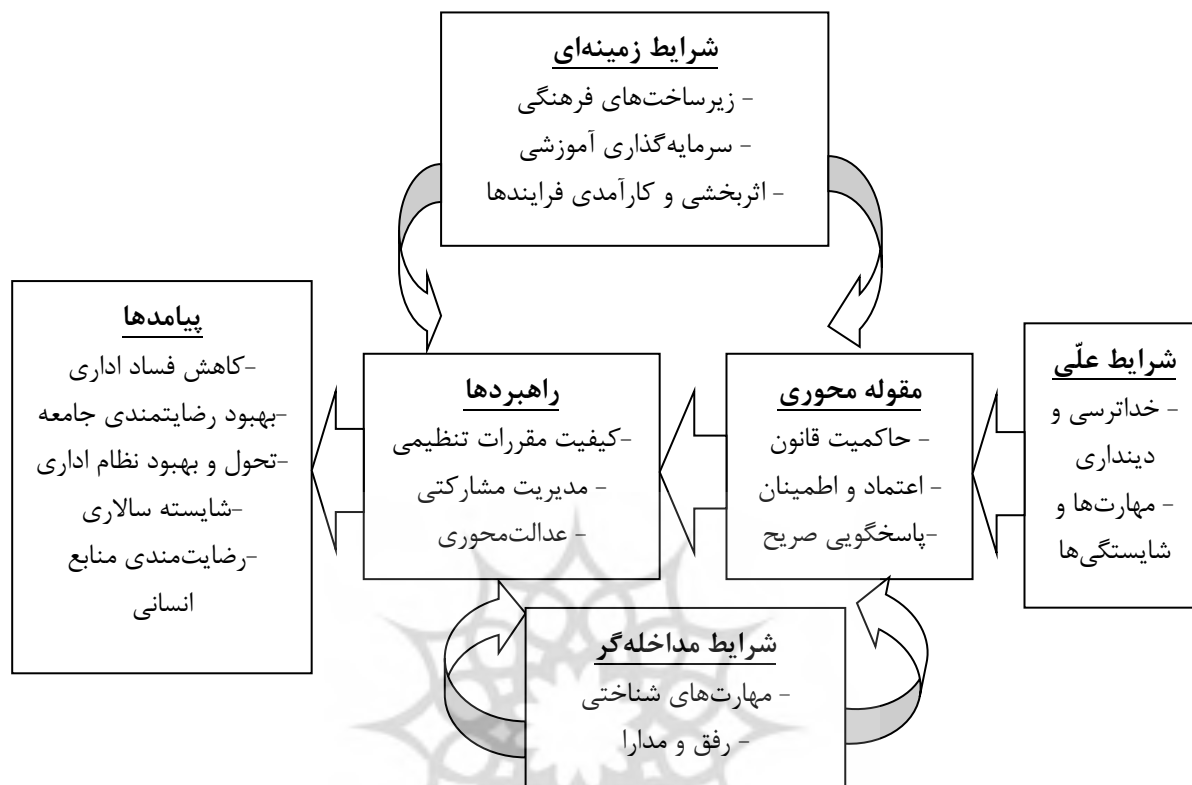 شرایط زمینه‌ای
- زیرساخت‌های فرهنگی
- سرمایه‌گذاری آموزشی
- اثربخشی و کارآمدی فرایندها
شرایط علّی
- خداترسی و
دینداری
- مهارت‌ها و
شایستگی‌ها
مقوله محوری
- حاکمیت قانون
- اعتماد و اطمینان
-پاسخگویی صریح
راهبردها
-کیفیت مقررات تنظیمی
- مدیریت مشارکتی
- عدالت‌محوری
پیامدها
-کاهش فساد اداری
-بهبود رضایتمندی جامعه
-تحول و بهبود نظام اداری
-شایسته سالاری
-رضایت‌مندی منابع
انسانی
شرایط مداخله‌گر
- مهارت‌های شناختی
- رفق و مدارا